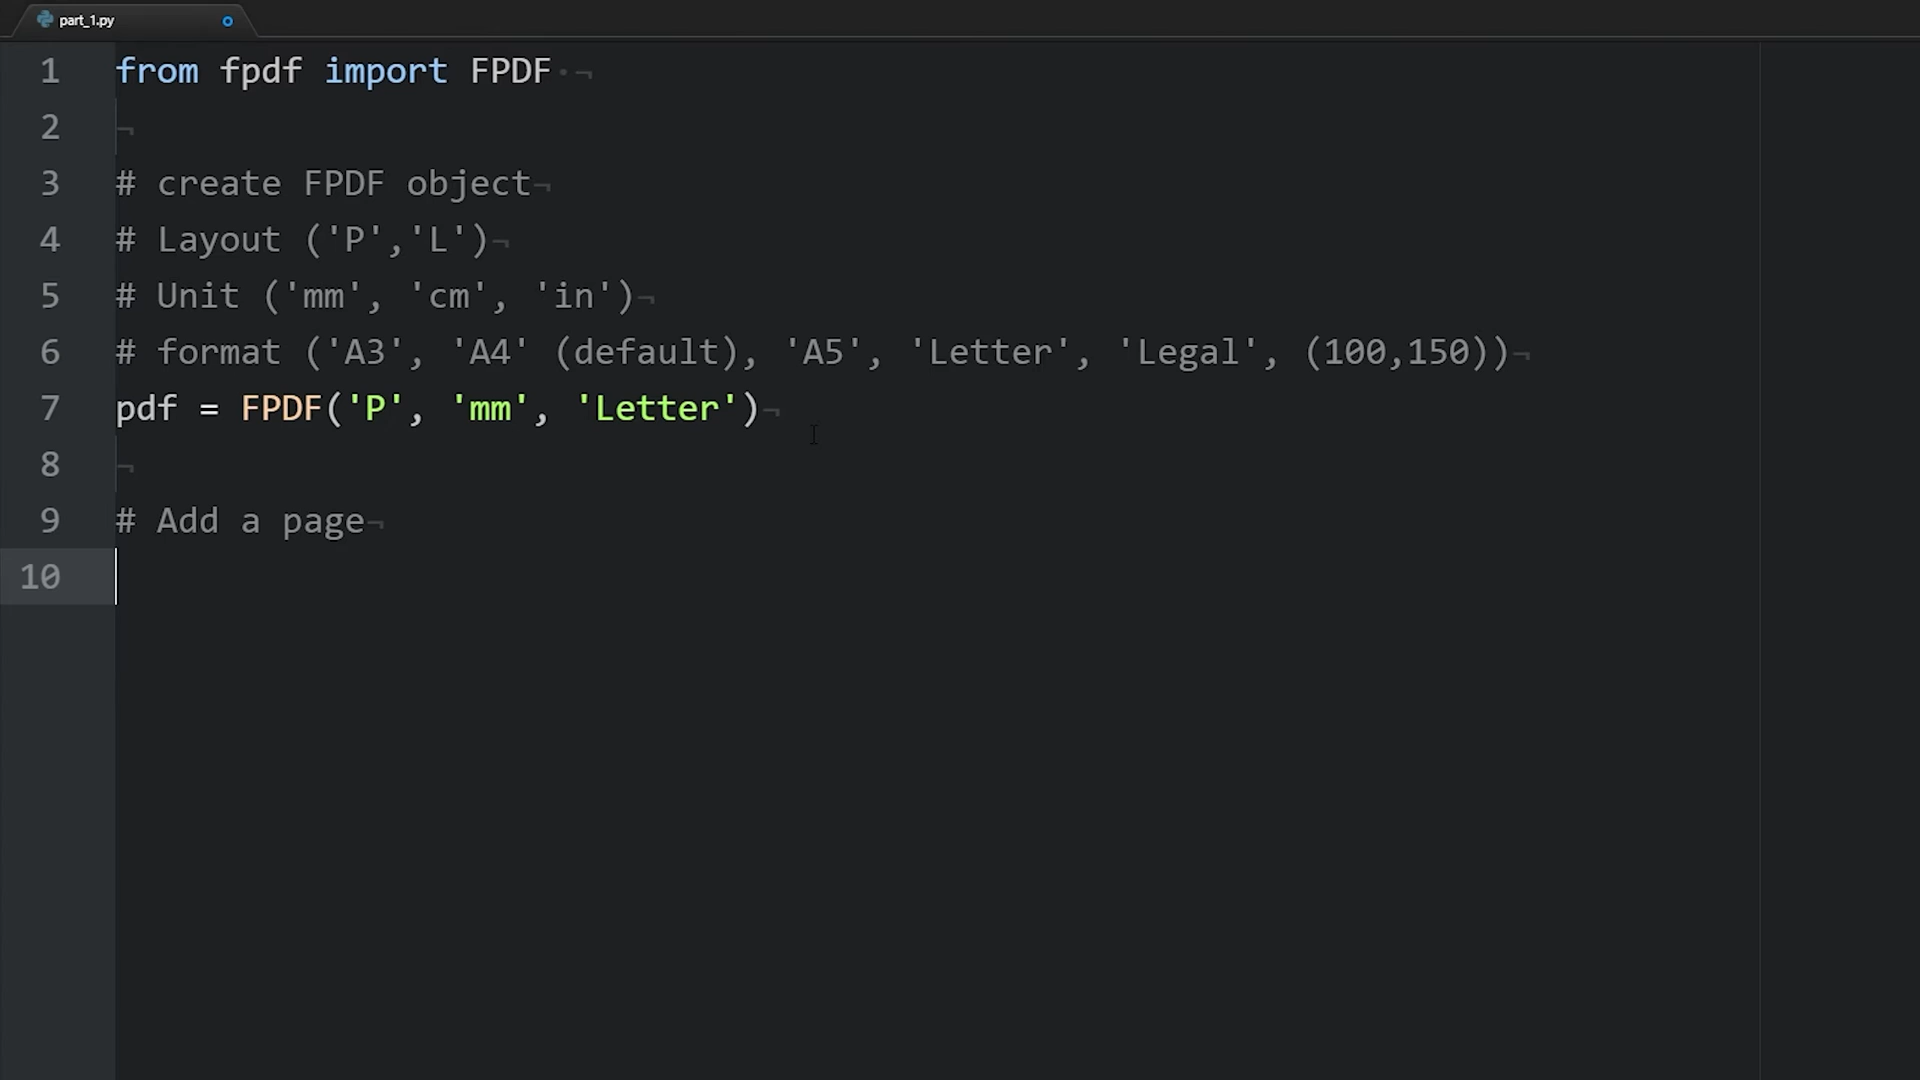 part_1.py
1 from fpdf import FPDF
2
3 # create FPDF object
4 # Layout ('P','L')
5 # Unit ('mm', 'cm', 'in')
6 # format ('A3', 'A4' (default), 'A5', 'Letter', 'Legal', (100,150))
7 pdf = FPDF('P', 'mm', 'Letter')
8
9 # Add a page
10